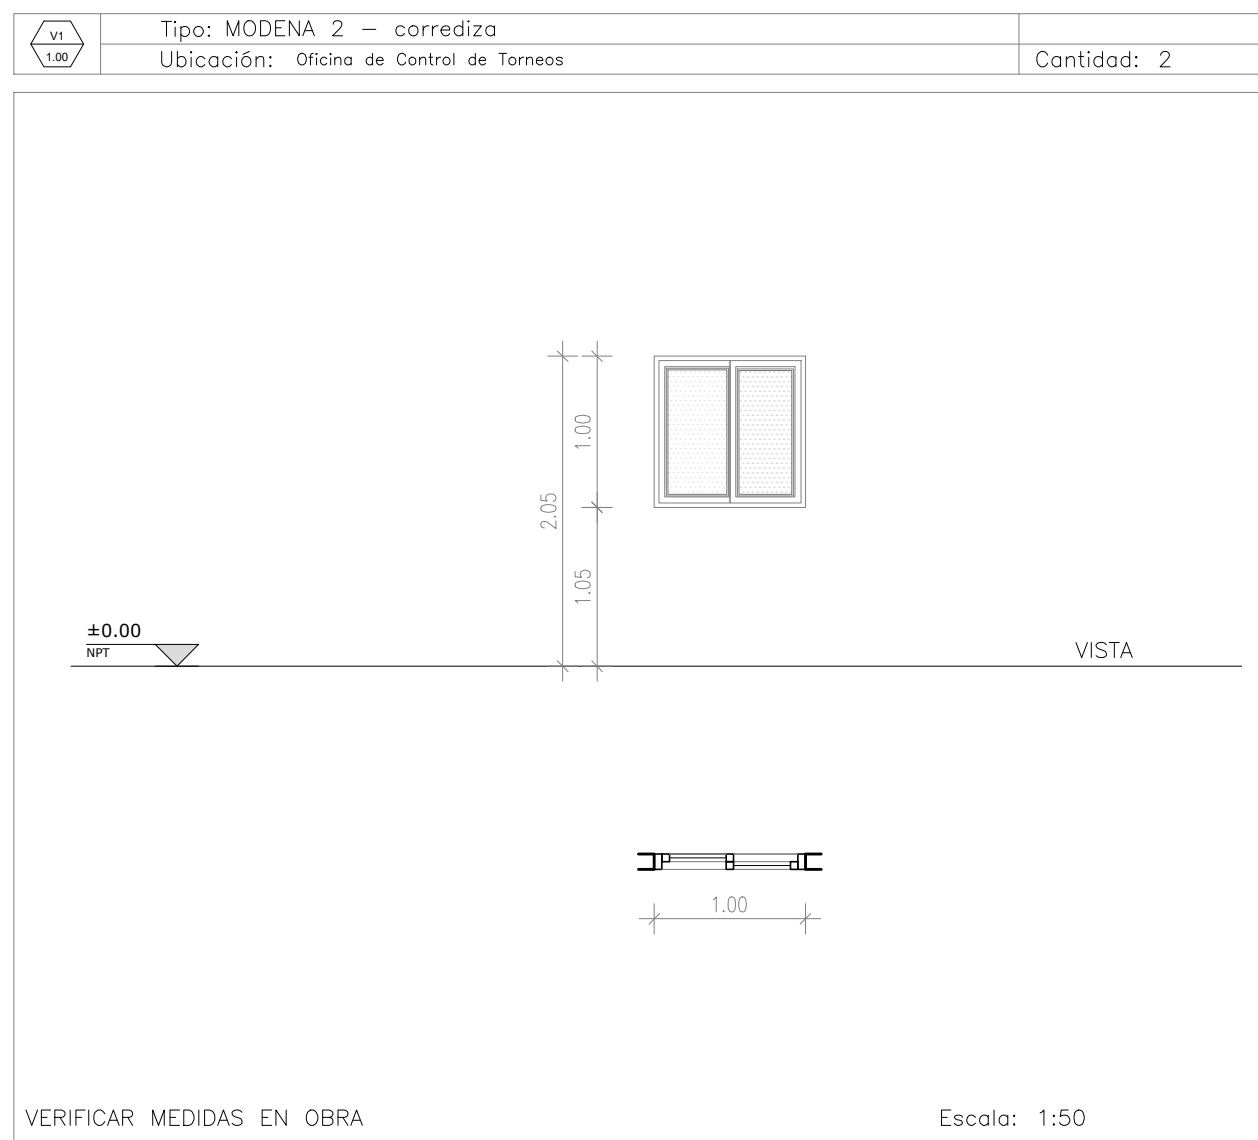 V1
1.00
Tipo: MODENA 2 – corrediza
Ubicación: Oficina de Control de Torneos
Cantidad: 2
1.00
2.05
1.05
±0.00
NPT
VISTA
1.00
VERIFICAR MEDIDAS EN OBRA
Escala: 1:50